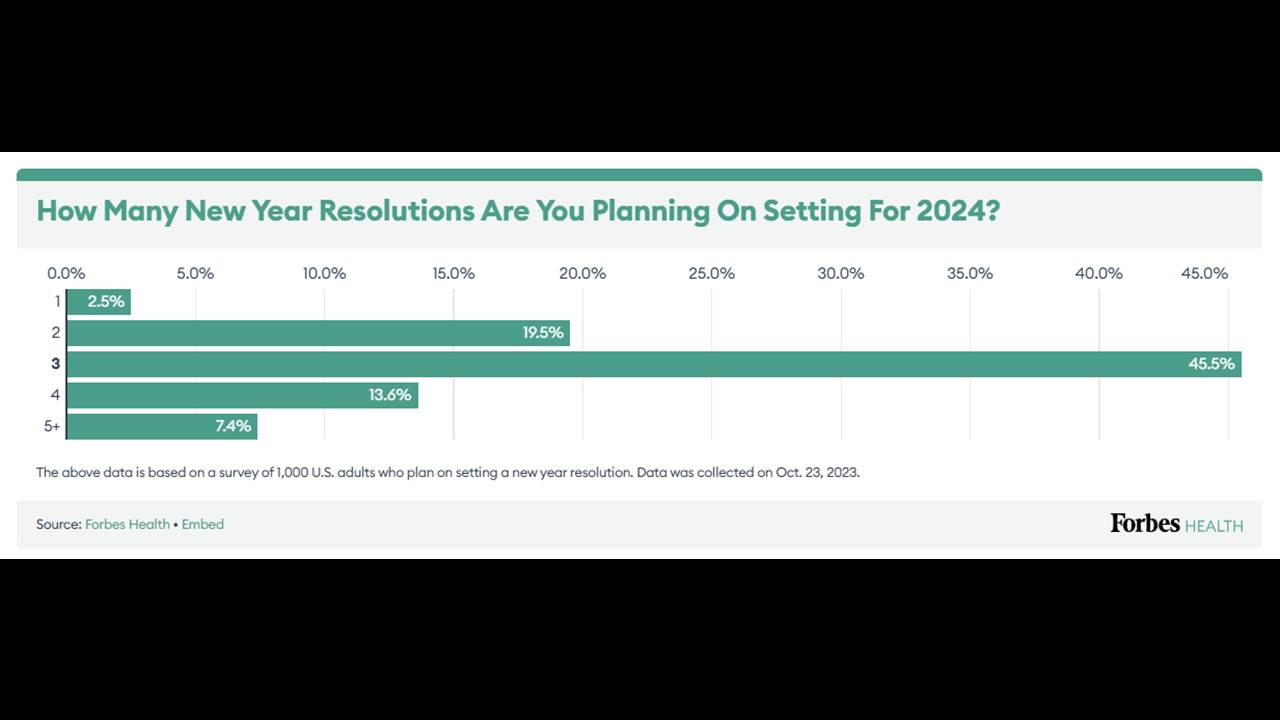 How Many New Year Resolutions Are You Planning On Setting For 2024?
0.0% 5.0% 10.0% 15.0% 20.0% 25.0% 30.0% 35.0% 40.0% 45.0%
1 2.5%
2 19.5%
3 45.5%
4 13.6%
5+ 7.4%
The above data is based on a survey of 1,000 U.S. adults who plan on setting a new year resolution. Data was collected on Oct. 23, 2023.
Source: Forbes Health • Embed
Forbes HEALTH